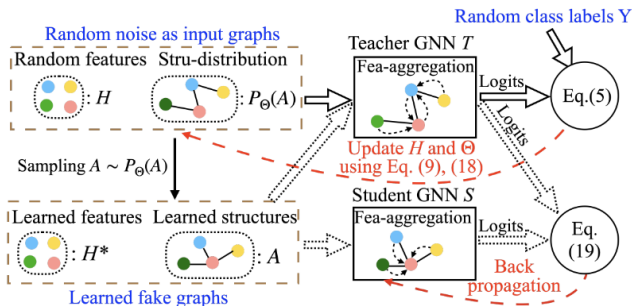 Random class labels Y
Random noise as input graphs
Teacher GNN T
Random features Stru-distribution
: H
: P_Θ(A)
Fea-aggregation
Logits
Eq.(5)
Logits
Update H and Θ
using Eq. (9), (18)
Sampling A ~ P_Θ(A)
Student GNN S
Learned features Learned structures
: H*
: A
Fea-aggregation
Logits
Eq.
(19)
Back
propagation
Learned fake graphs